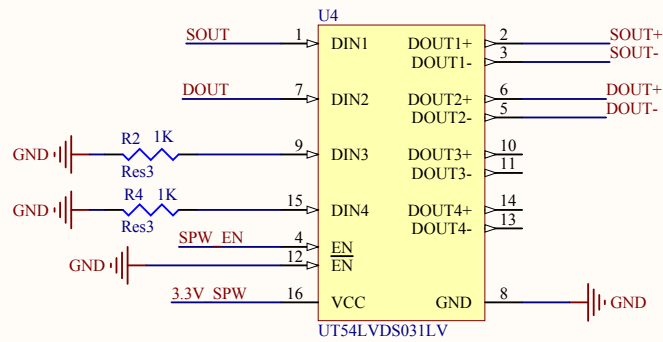 U4
SOUT 1 DIN1 DOUT1+ 2 SOUT+
DOUT1- 3 SOUT-
DOUT 7 DIN2 DOUT2+ 6 DOUT+
DOUT2- 5 DOUT-
R2 1K
GND 9 DIN3 DOUT3+ 10
Res3 DOUT3- 11
R4 1K
GND 15 DIN4 DOUT4+ 14
Res3 DOUT4- 13
SPW_EN 4 EN
GND 12 EN
3.3V_SPW 16 VCC GND 8 GND
UT54LVDS031LV